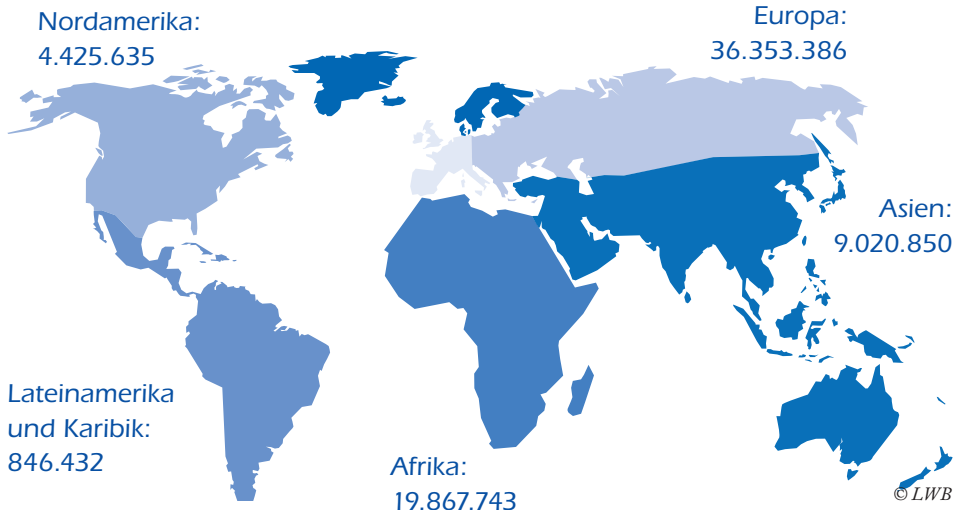 Nordamerika:
4.425.635
Europa:
36.353.386
Asien:
9.020.850
Lateinamerika
und Karibik:
846.432
Afrika:
19.867.743
© LWB